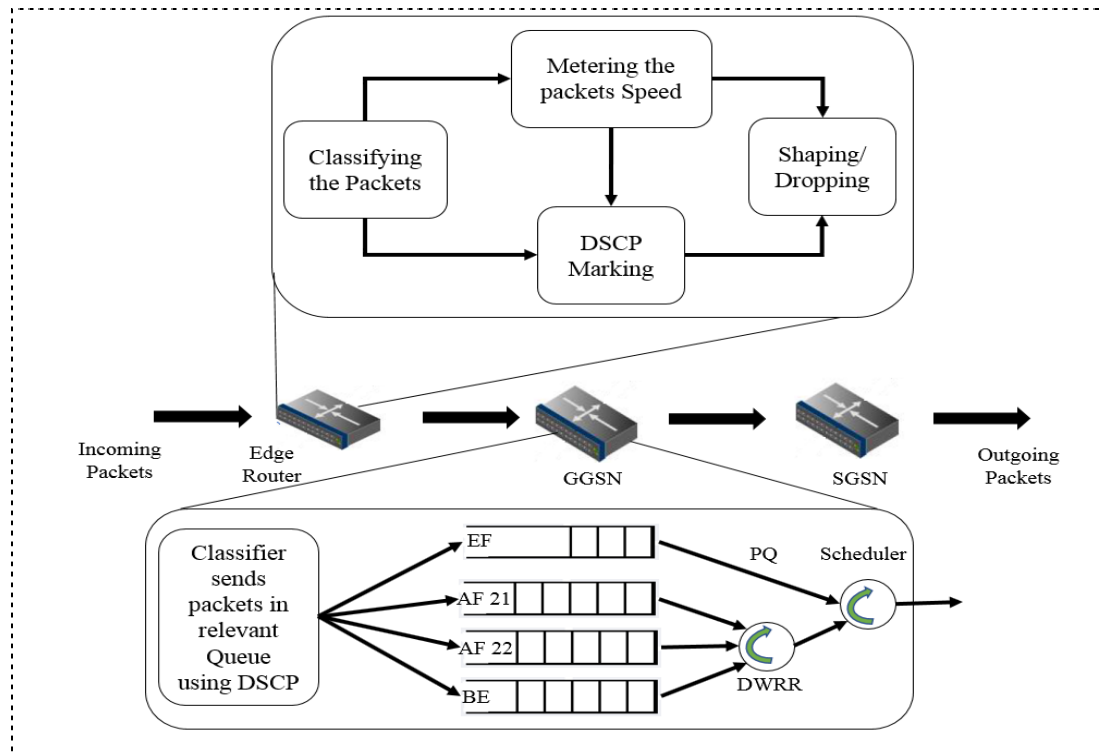 Metering the
packets Speed
Classifying
the Packets
Shaping/
Dropping
DSCP
Marking
Incoming
Packets
Edge
Router
GGSN
SGSN
Outgoing
Packets
Classifier
sends
packets in
relevant
Queue
using DSCP
EF
AF 21
AF 22
BE
PQ
Scheduler
DWRR